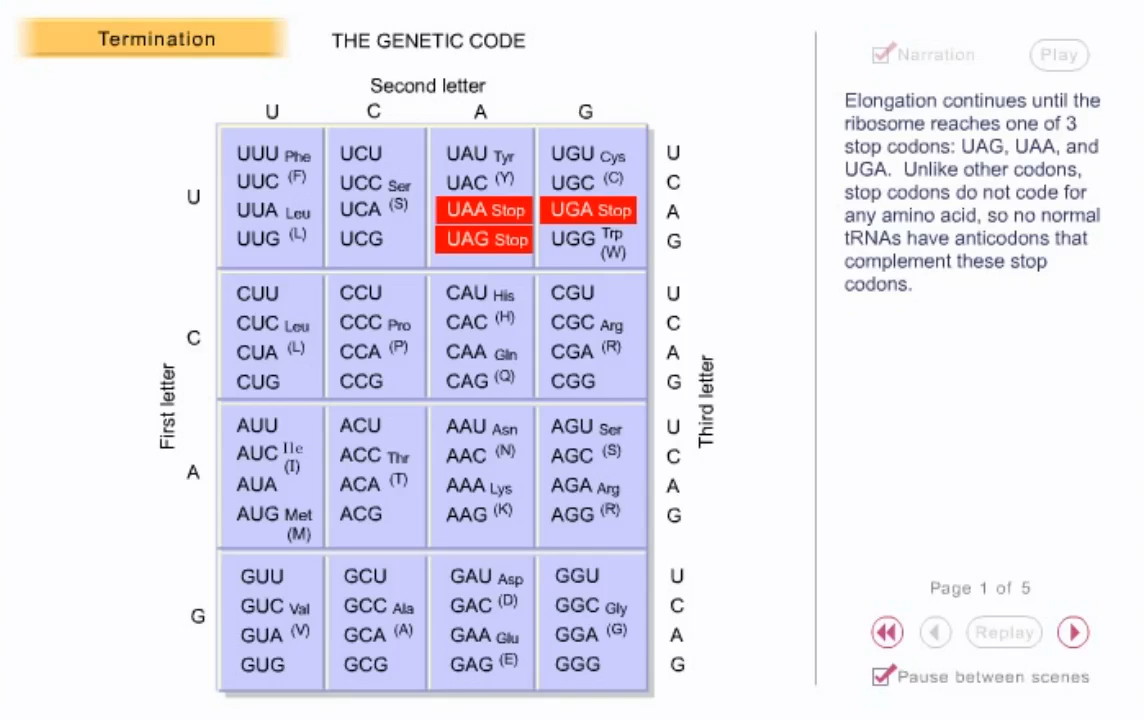 Termination
THE GENETIC CODE
Second letter
U C A G
First letter
U
UUU Phe UCU UAU Tyr UGU Cys U
UUC (F) UCC Ser UAC (Y) UGC (C) C
UUA Leu UCA (S) UAA Stop UGA Stop A
UUG (L) UCG UAG Stop UGG Trp G
(W)
C
CUU CCU CAU His CGU U
CUC Leu CCC Pro CAC (H) CGC Arg C
CUA (L) CCA (P) CAA Gln CGA (R) A
CUG CCG CAG (Q) CGG G
A
AUU ACU AAU Asn AGU Ser U
AUC Ile ACC Thr AAC (N) AGC (S) C
(I)
AUA ACA (T) AAA Lys AGA Arg A
AUG Met ACG AAG (K) AGG (R) G
(M)
G
GUU GCU GAU Asp GGU U
GUC Val GCC Ala GAC (D) GGC Gly C
GUA (V) GCA (A) GAA Glu GGA (G) A
GUG GCG GAG (E) GGG G
Third letter
Narration Play
Elongation continues until the
ribosome reaches one of 3
stop codons: UAG, UAA, and
UGA. Unlike other codons,
stop codons do not code for
any amino acid, so no normal
tRNAs have anticodons that
complement these stop
codons.
Page 1 of 5
Replay
Pause between scenes